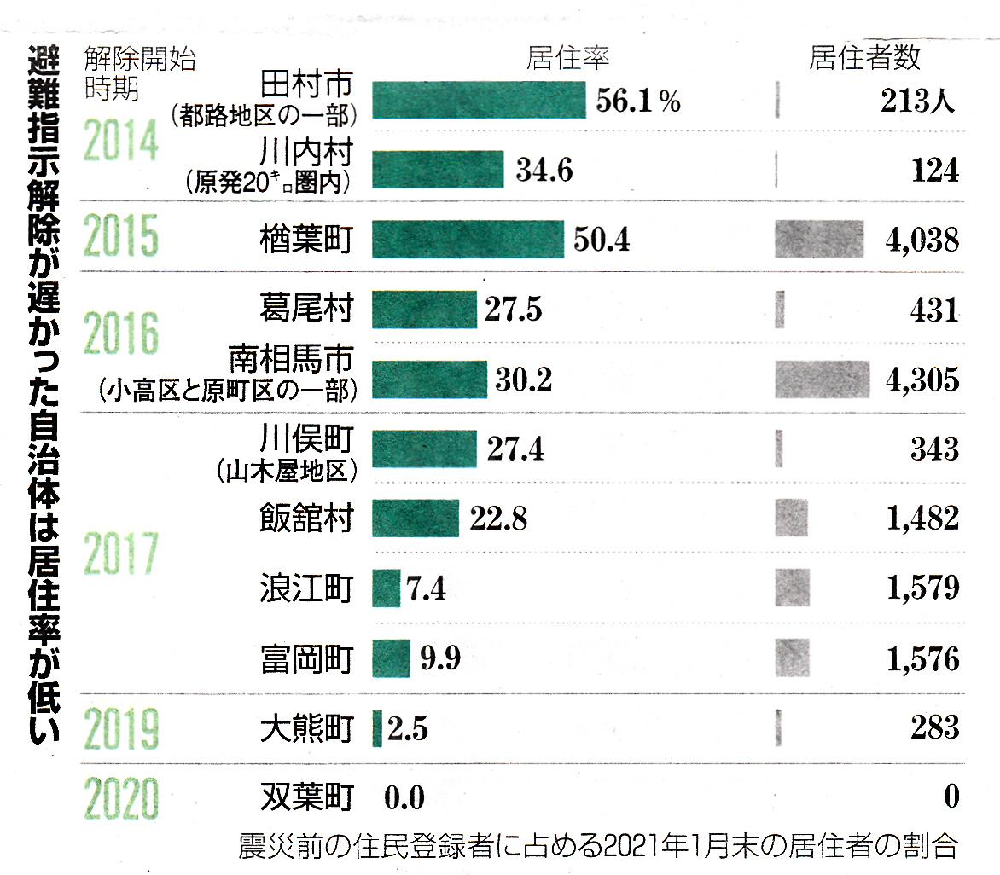 避難指示解除が遅かった自治体は居住率が低い
解除開始
時期
居住率
居住者数
2014
田村市
(都路地区の一部)
56.1%
213人
川内村
(原発20㌔圏内)
34.6
124
2015
楢葉町
50.4
4,038
2016
葛尾村
27.5
431
南相馬市
(小高区と原町区の一部)
30.2
4,305
2017
川俣町
(山木屋地区)
27.4
343
飯舘村
22.8
1,482
浪江町
7.4
1,579
富岡町
9.9
1,576
2019
大熊町
2.5
283
2020
双葉町
0.0
0
震災前の住民登録者に占める2021年1月末の居住者の割合